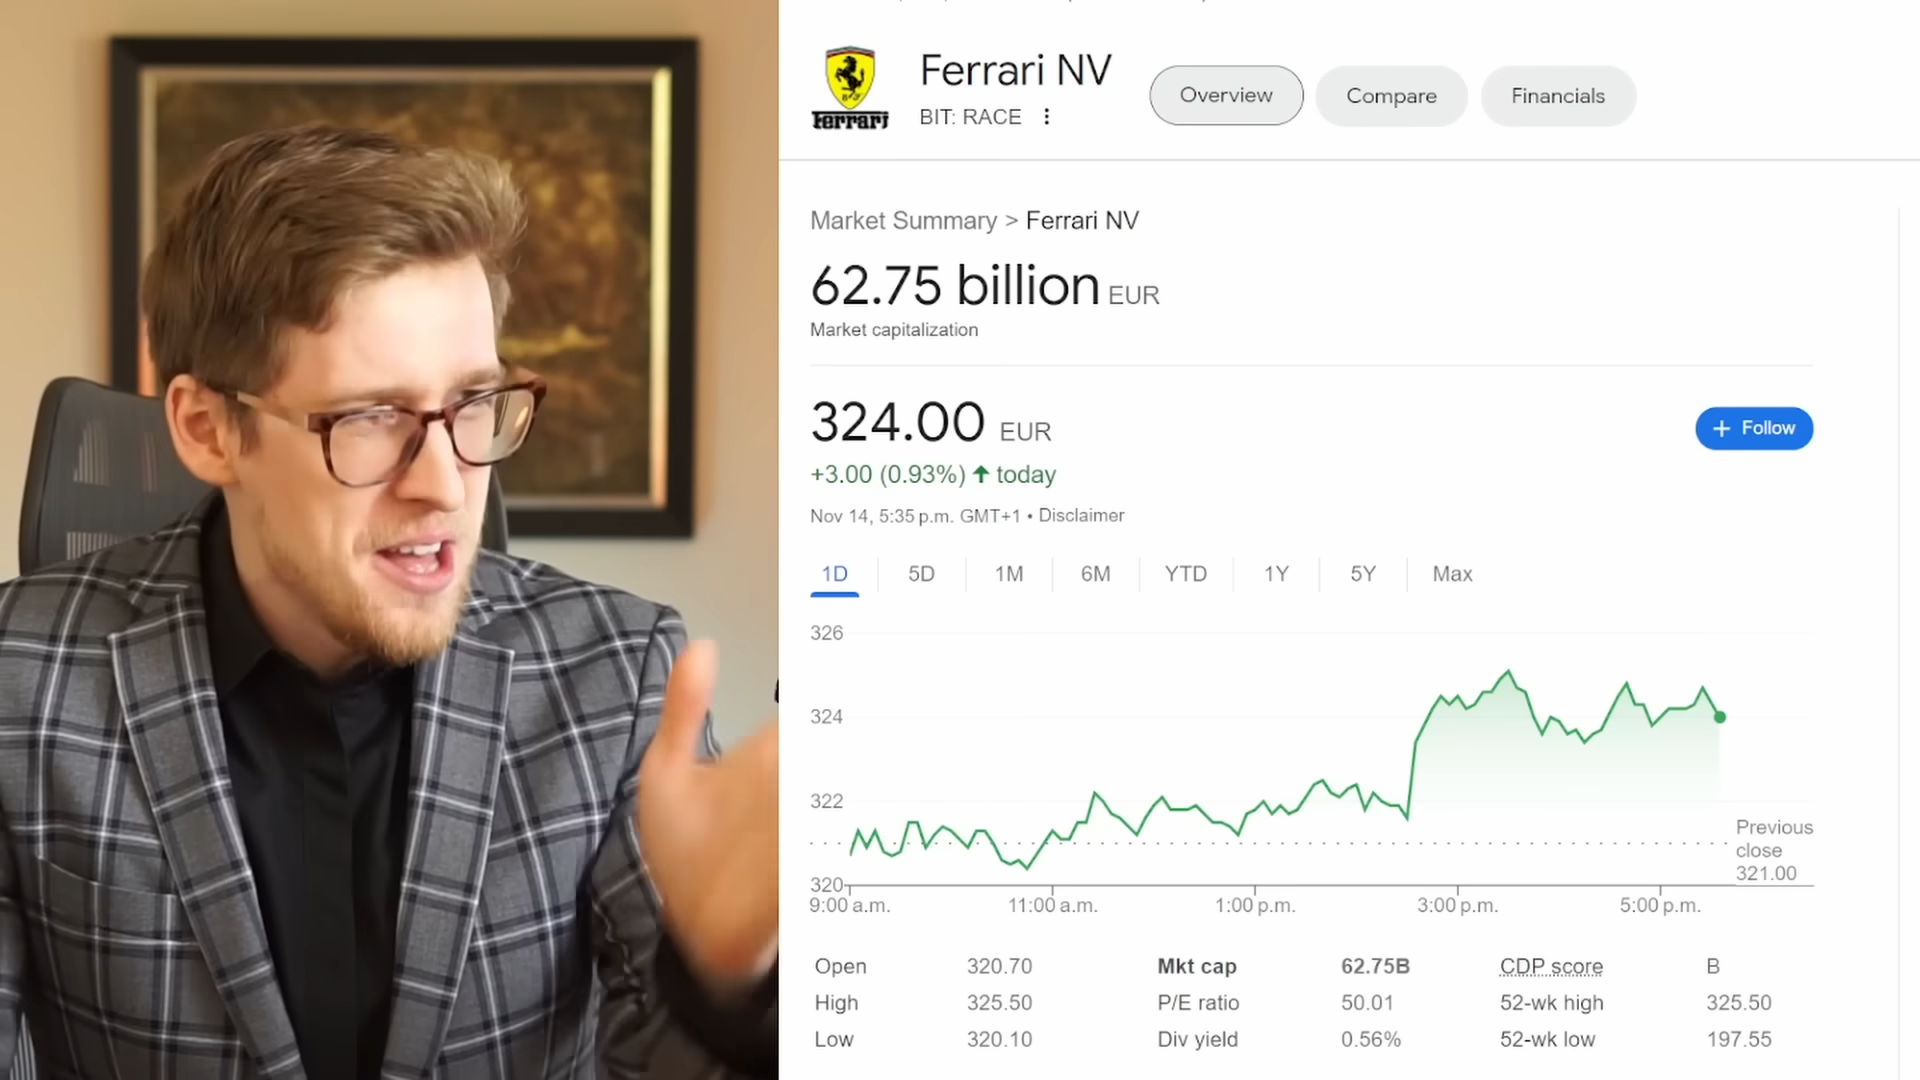 Ferrari
Ferrari NV
BIT: RACE
Overview
Compare
Financials
Market Summary > Ferrari NV
62.75 billion EUR
Market capitalization
324.00 EUR
+3.00 (0.93%) ↑ today
Nov 14, 5:35 p.m. GMT+1 • Disclaimer
+ Follow
1D 5D 1M 6M YTD 1Y 5Y Max
326
324
322
320
Previous
close
321.00
9:00 a.m. 11:00 a.m. 1:00 p.m. 3:00 p.m. 5:00 p.m.
Open 320.70 Mkt cap 62.75B CDP score B
High 325.50 P/E ratio 50.01 52-wk high 325.50
Low 320.10 Div yield 0.56% 52-wk low 197.55